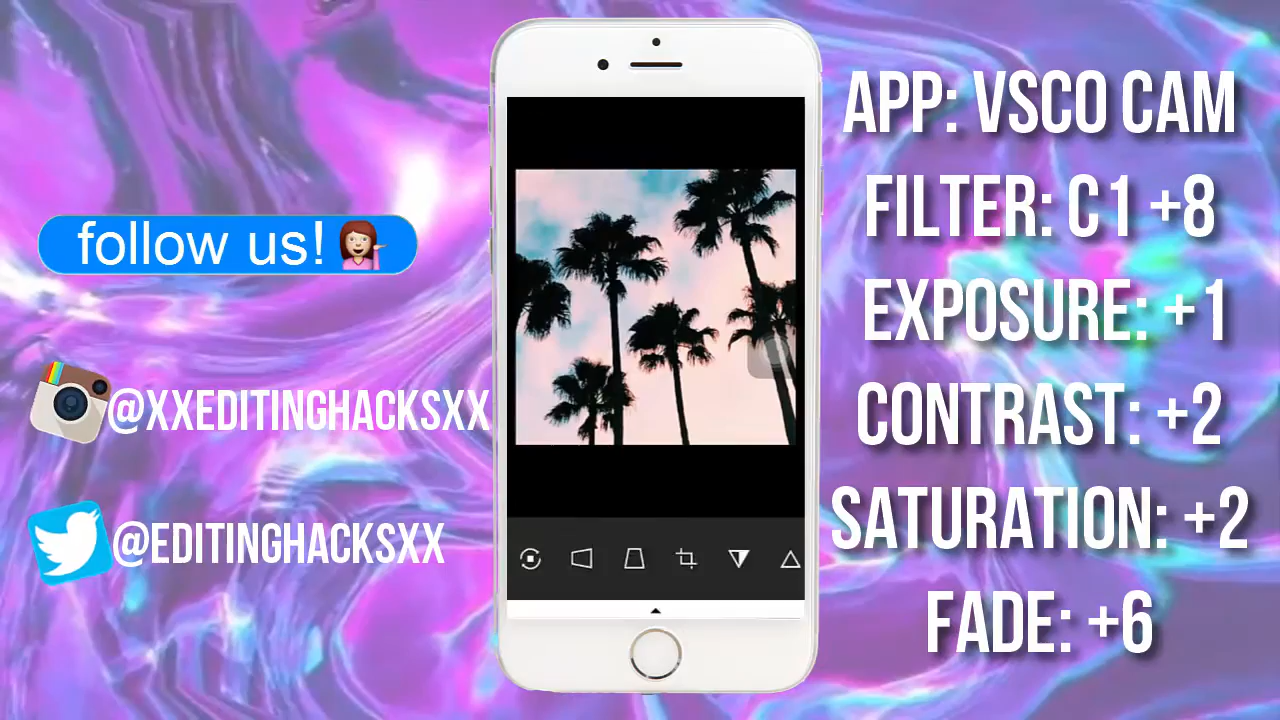 follow us!
@XXEDITINGHACKSXX
@EDITINGHACKSXX
APP: VSCO CAM
FILTER: C1 +8
EXPOSURE: +1
CONTRAST: +2
SATURATION: +2
FADE: +6